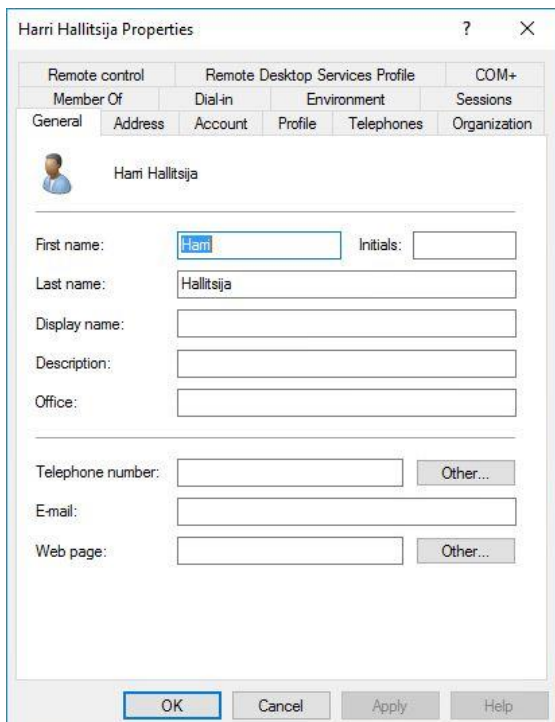 Harri Hallitsija Properties
Remote control Remote Desktop Services Profile COM+
Member Of Dial-in Environment Sessions
General Address Account Profile Telephones Organization
Harri Hallitsija
First name: Harri Initials:
Last name: Hallitsija
Display name:
Description:
Office:
Telephone number: Other...
E-mail:
Web page: Other...
OK Cancel Apply Help